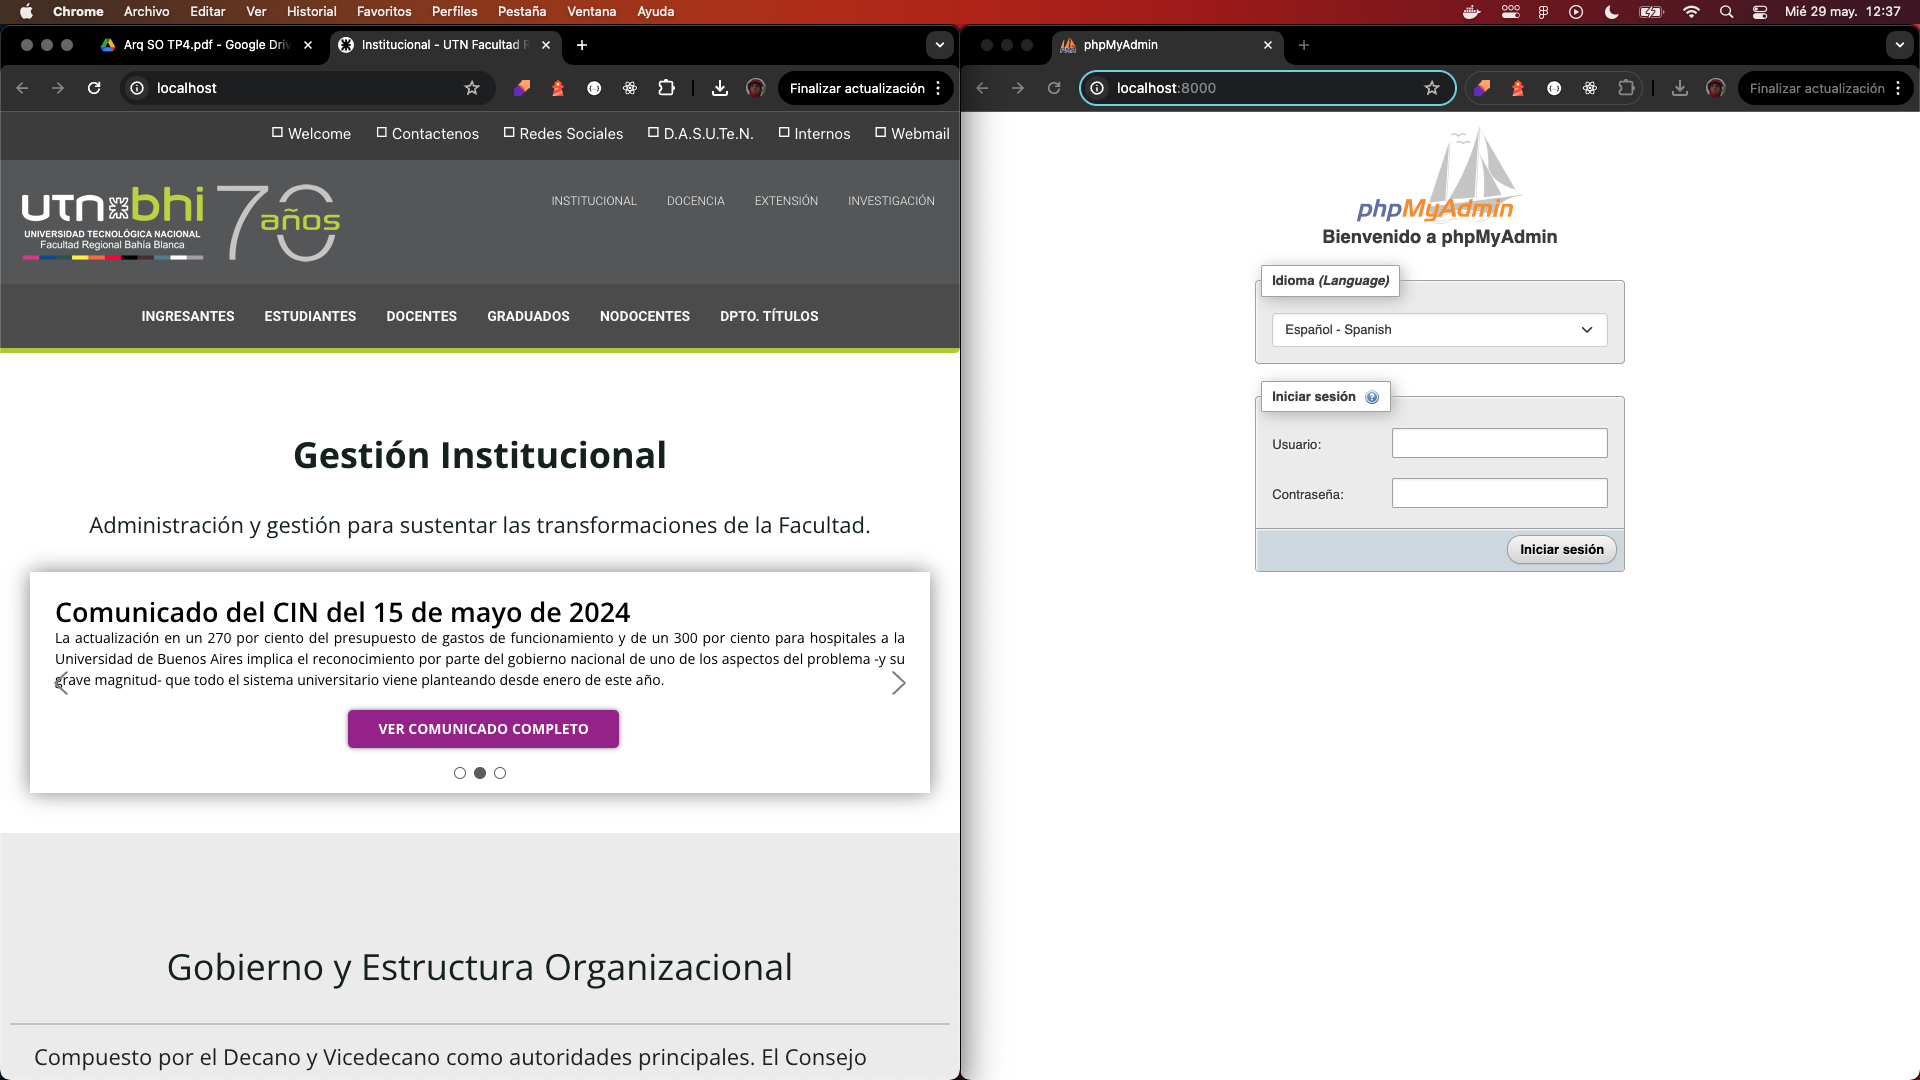 Chrome Archivo Editar Ver Historial Favoritos Perfiles Pestaña Ventana Ayuda
Mié 29 may. 12:37
Arq SO TP4.pdf - Google Driv
Institucional - UTN Facultad R
localhost
Finalizar actualización
Welcome Contactenos Redes Sociales D.A.S.U.Te.N. Internos Webmail
utn bhi 70 años
UNIVERSIDAD TECNOLÓGICA NACIONAL
Facultad Regional Bahía Blanca
INSTITUCIONAL DOCENCIA EXTENSIÓN INVESTIGACIÓN
INGRESANTES ESTUDIANTES DOCENTES GRADUADOS NODOCENTES DPTO. TÍTULOS
Gestión Institucional
Administración y gestión para sustentar las transformaciones de la Facultad.
Comunicado del CIN del 15 de mayo de 2024
La actualización en un 270 por ciento del presupuesto de gastos de funcionamiento y de un 300 por ciento para hospitales a la
Universidad de Buenos Aires implica el reconocimiento por parte del gobierno nacional de uno de los aspectos del problema -y su
grave magnitud- que todo el sistema universitario viene planteando desde enero de este año.
VER COMUNICADO COMPLETO
Gobierno y Estructura Organizacional
Compuesto por el Decano y Vicedecano como autoridades principales. El Consejo
phpMyAdmin
localhost:8000
Finalizar actualización
phpMyAdmin
Bienvenido a phpMyAdmin
Idioma (Language)
Español - Spanish
Iniciar sesión
Usuario:
Contraseña:
Iniciar sesión